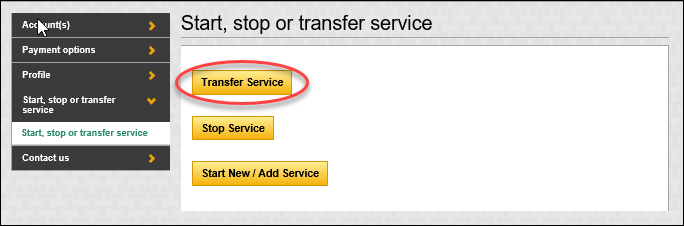 Account(s)
Payment options
Profile
Start, stop or transfer
service
Start, stop or transfer service
Contact us
Start, stop or transfer service
Transfer Service
Stop Service
Start New / Add Service